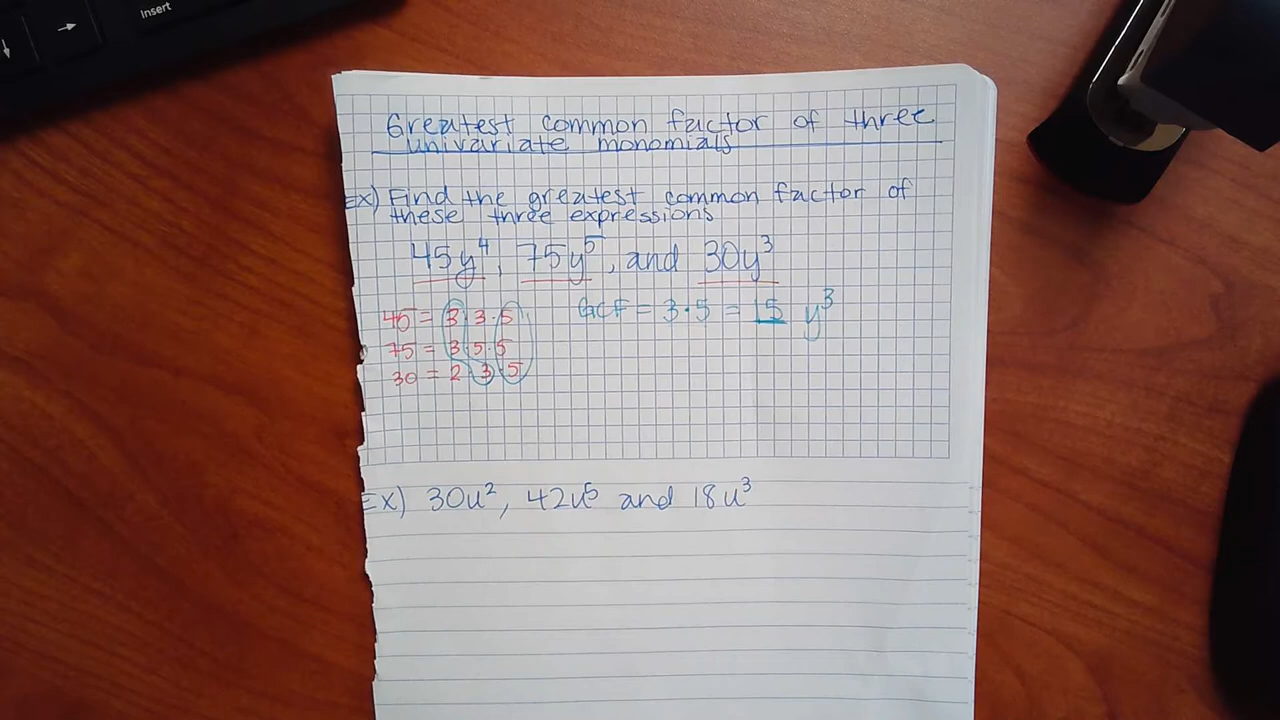 Insert
Greatest common factor of three
univariate monomials
Ex) Find the greatest common factor of
these three expressions
45y⁴, 75y⁵, and 30y³
45 = 3·3·5
GCF = 3·5 = 15 y³
75 = 3·5·5
30 = 2·3·5
Ex) 30u², 42u⁵ and 18u³